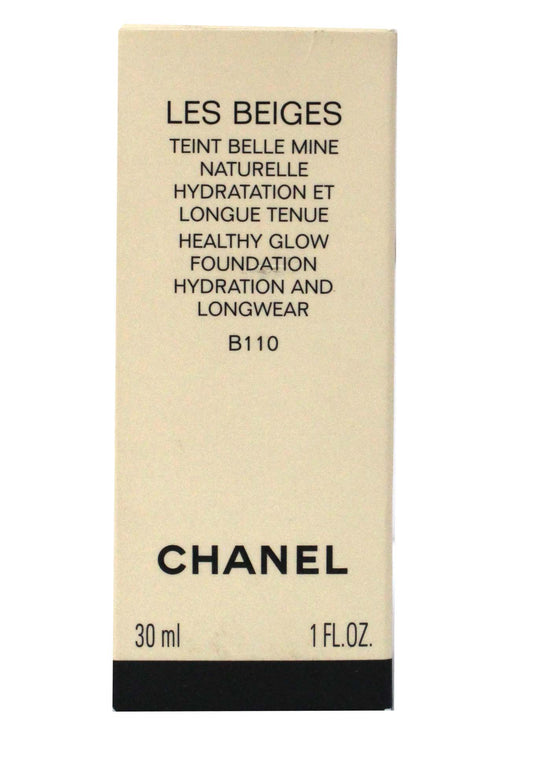 LES BEIGES
TEINT BELLE MINE
NATURELLE
HYDRATATION ET
LONGUE TENUE
HEALTHY GLOW
FOUNDATION
HYDRATION AND
LONGWEAR
B110
CHANEL
30 ml 1 FL.OZ.